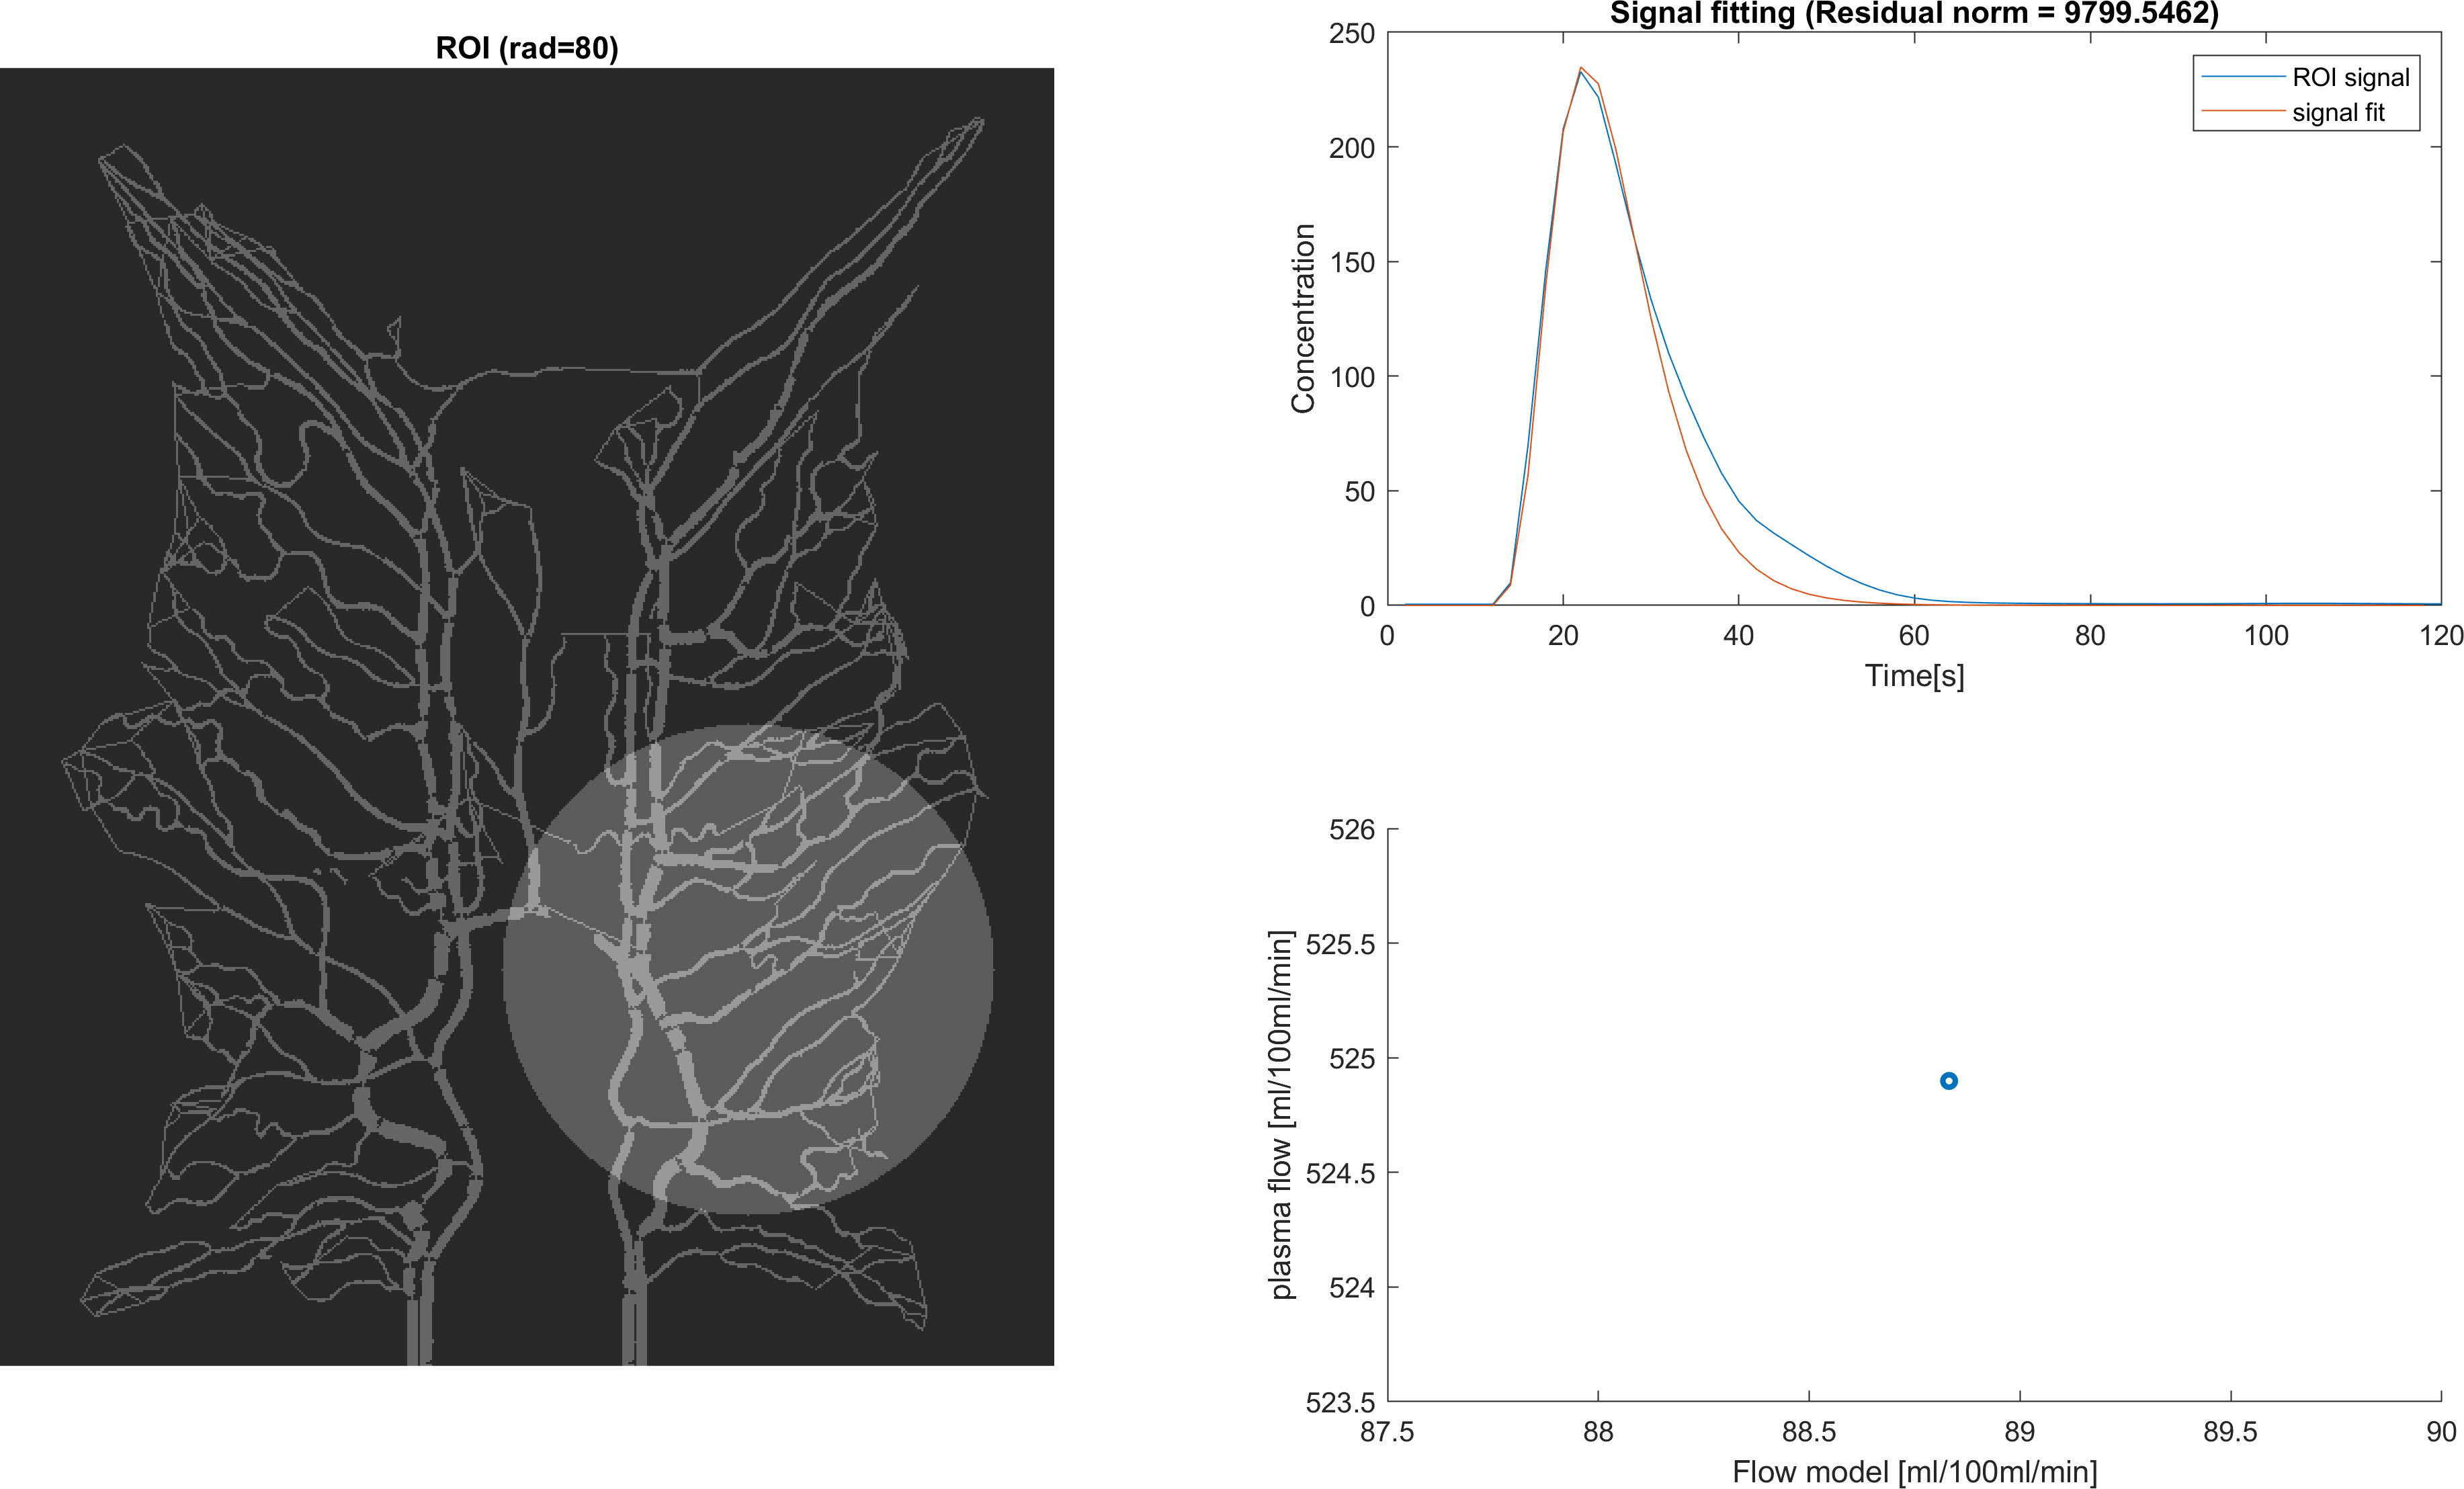 ROI (rad=80)
Signal fitting (Residual norm = 9799.5462)
250
200
150
100
50
0
Concentration
ROI signal
signal fit
0 20 40 60 80 100 120
Time[s]
526
525.5
525
524.5
524
523.5
plasma flow [ml/100ml/min]
87.5 88 88.5 89 89.5 90
Flow model [ml/100ml/min]